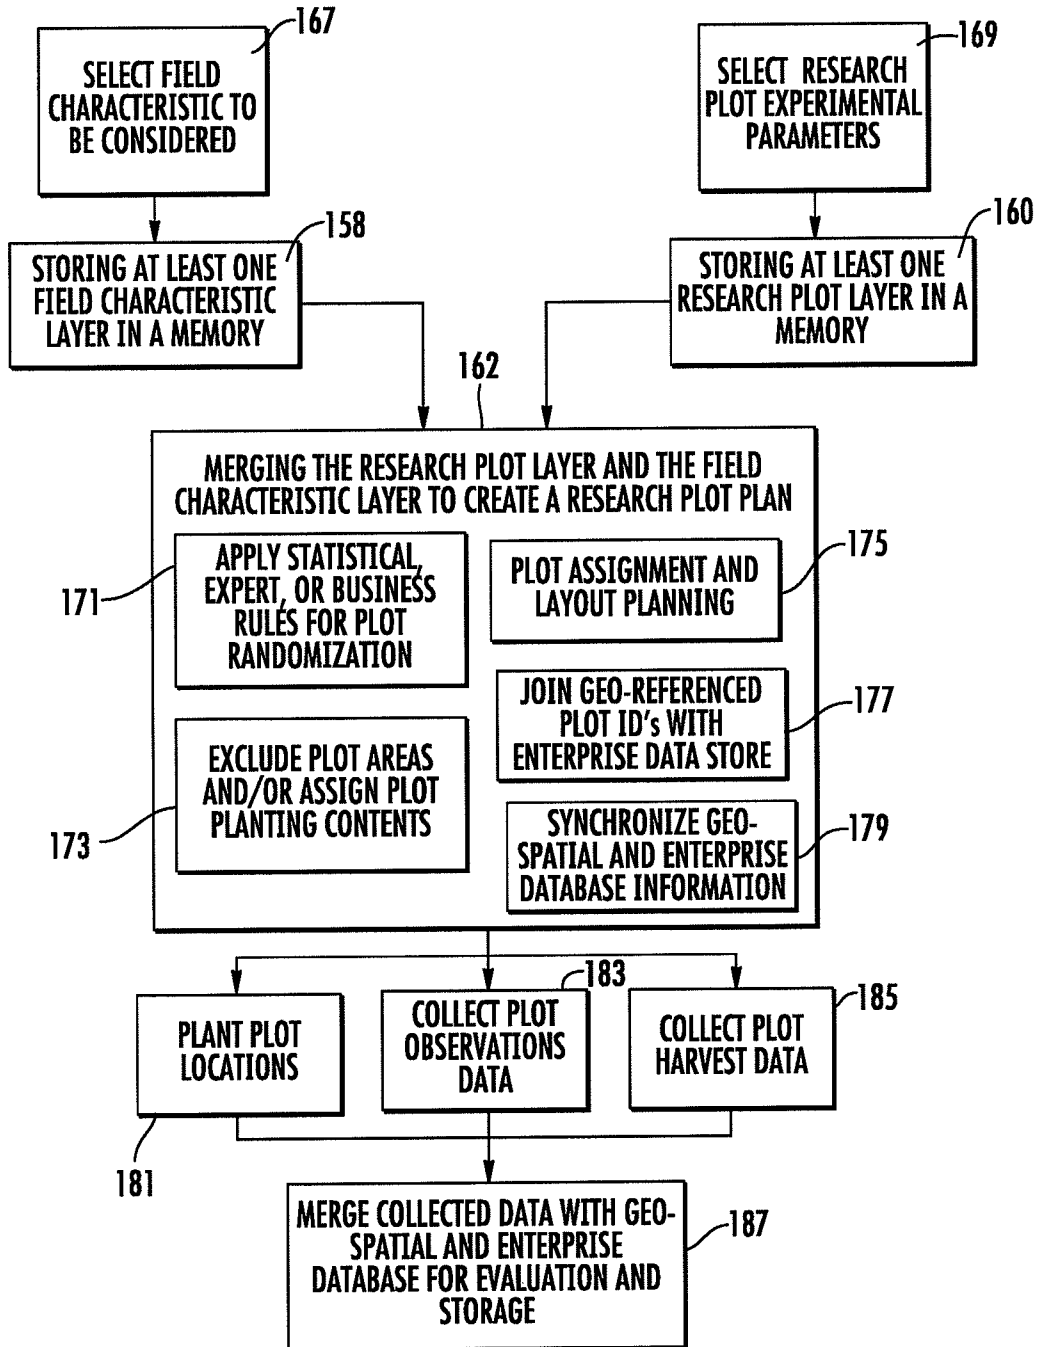 167
SELECT FIELD
CHARACTERISTIC TO
BE CONSIDERED
169
SELECT RESEARCH
PLOT EXPERIMENTAL
PARAMETERS
158
STORING AT LEAST ONE
FIELD CHARACTERISTIC
LAYER IN A MEMORY
160
STORING AT LEAST ONE
RESEARCH PLOT LAYER IN A
MEMORY
162
MERGING THE RESEARCH PLOT LAYER AND THE FIELD
CHARACTERISTIC LAYER TO CREATE A RESEARCH PLOT PLAN
171
APPLY STATISTICAL,
EXPERT, OR BUSINESS
RULES FOR PLOT
RANDOMIZATION
175
PLOT ASSIGNMENT AND
LAYOUT PLANNING
173
EXCLUDE PLOT AREAS
AND/OR ASSIGN PLOT
PLANTING CONTENTS
177
JOIN GEO-REFERENCED
PLOT ID's WITH
ENTERPRISE DATA STORE
179
SYNCHRONIZE GEO-
SPATIAL AND ENTERPRISE
DATABASE INFORMATION
181
PLANT PLOT
LOCATIONS
183
COLLECT PLOT
OBSERVATIONS
DATA
185
COLLECT PLOT
HARVEST DATA
187
MERGE COLLECTED DATA WITH GEO-
SPATIAL AND ENTERPRISE
DATABASE FOR EVALUATION AND
STORAGE